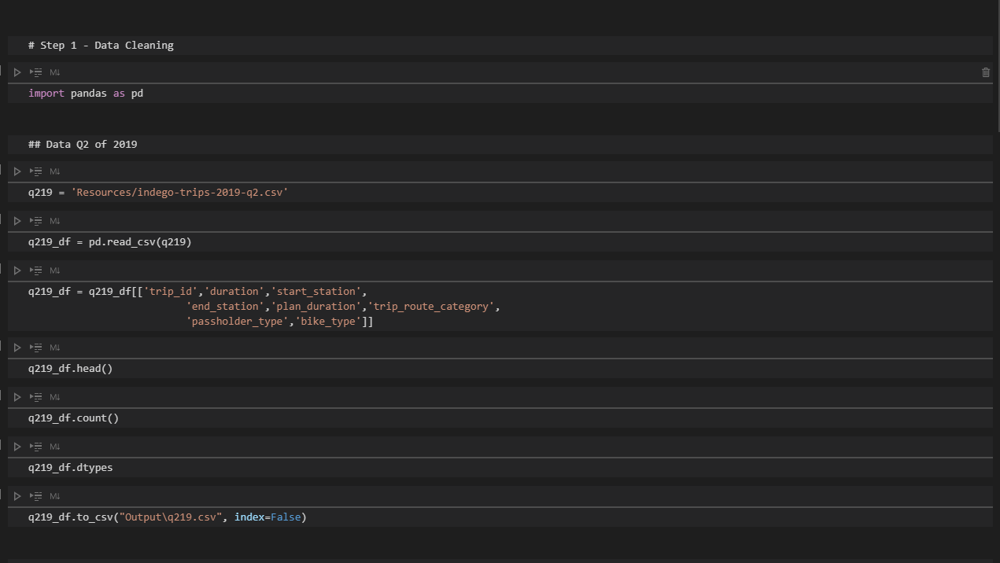 # Step 1 - Data Cleaning
M↓
import pandas as pd
## Data Q2 of 2019
M↓
q219 = 'Resources/indego-trips-2019-q2.csv'
M↓
q219_df = pd.read_csv(q219)
M↓
q219_df = q219_df[['trip_id','duration','start_station',
'end_station','plan_duration','trip_route_category',
'passholder_type','bike_type']]
M↓
q219_df.head()
M↓
q219_df.count()
M↓
q219_df.dtypes
M↓
q219_df.to_csv("Output\q219.csv", index=False)